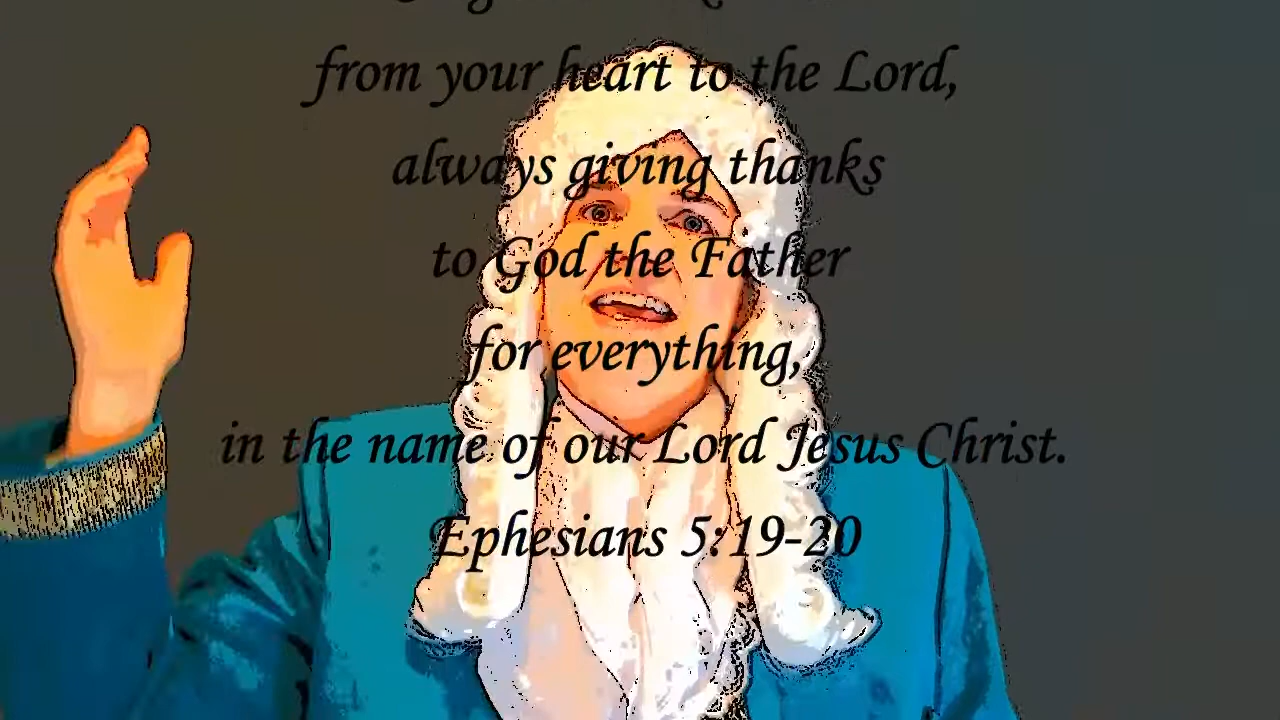 from your heart to the Lord,
always giving thanks
to God the Father
for everything,
in the name of our Lord Jesus Christ.
Ephesians 5:19-20